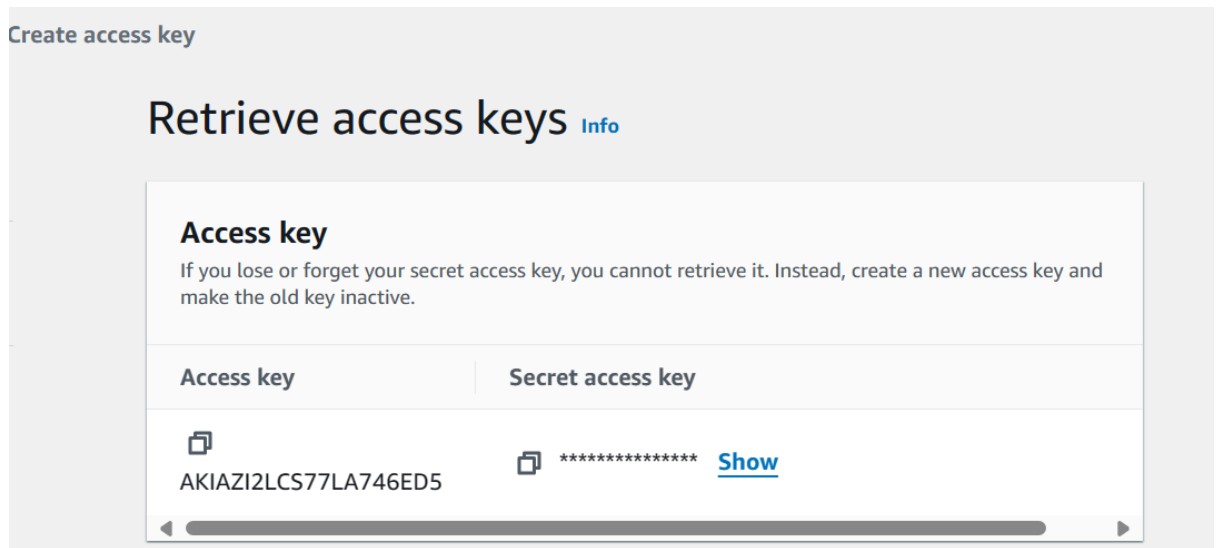 Create access key
Retrieve access keys Info
Access key
If you lose or forget your secret access key, you cannot retrieve it. Instead, create a new access key and
make the old key inactive.
Access key Secret access key
*************** Show
AKIAZI2LCS77LA746ED5